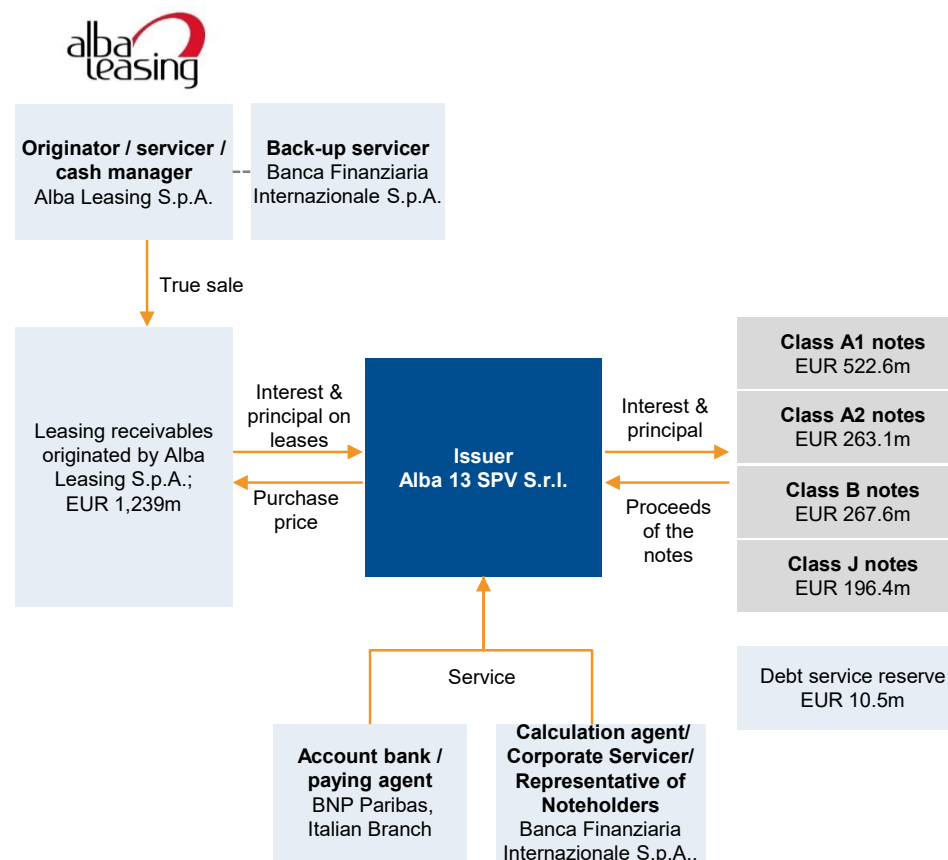 alba
leasing
Originator / servicer /
cash manager
Alba Leasing S.p.A.
Back-up servicer
Banca Finanziaria
Internazionale S.p.A.
True sale
Leasing receivables
originated by Alba
Leasing S.p.A.;
EUR 1,239m
Interest &
principal on
leases
Purchase
price
Issuer
Alba 13 SPV S.r.l.
Interest &
principal
Proceeds
of the
notes
Class A1 notes
EUR 522.6m
Class A2 notes
EUR 263.1m
Class B notes
EUR 267.6m
Class J notes
EUR 196.4m
Debt service reserve
EUR 10.5m
Service
Account bank /
paying agent
BNP Paribas,
Italian Branch
Calculation agent/
Corporate Servicer/
Representative of
Noteholders
Banca Finanziaria
Internazionale S.p.A..